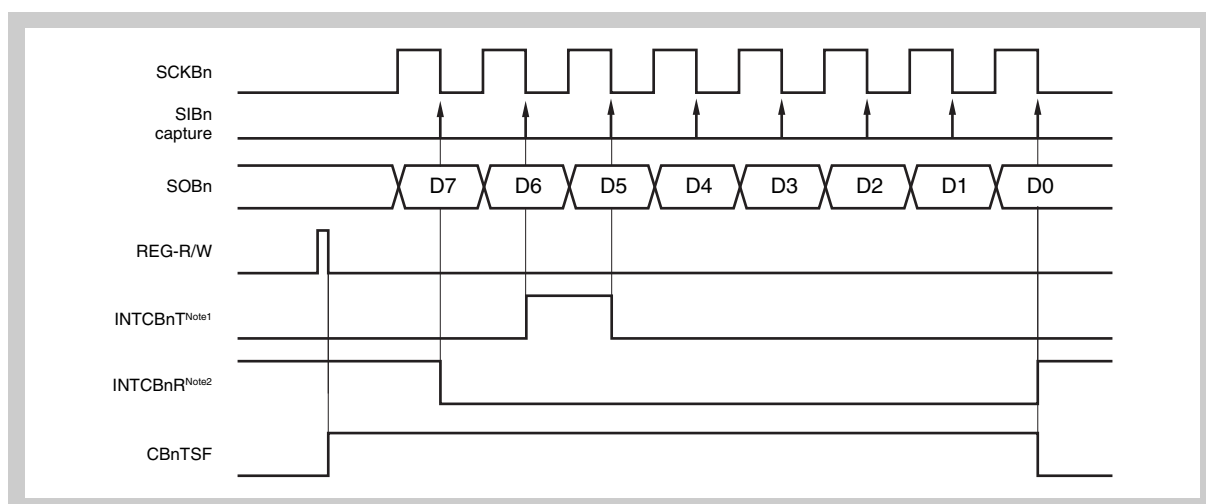 SCKBn
SIBn
capture
SOBn
D7 D6 D5 D4 D3 D2 D1 D0
REG-R/W
INTCBnTNote1
INTCBnRNote2
CBnTSF